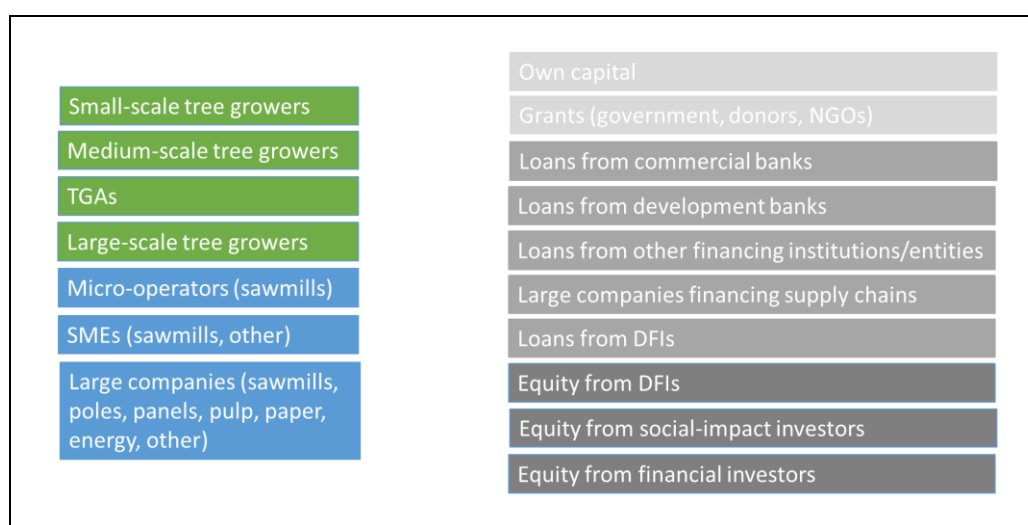 Small-scale tree growers
Medium-scale tree growers
TGAs
Large-scale tree growers
Micro-operators (sawmills)
SMEs (sawmills, other)
Large companies (sawmills,
poles, panels, pulp, paper,
energy, other)
Own capital
Grants (government, donors, NGOs)
Loans from commercial banks
Loans from development banks
Loans from other financing institutions/entities
Large companies financing supply chains
Loans from DFIs
Equity from DFIs
Equity from social-impact investors
Equity from financial investors